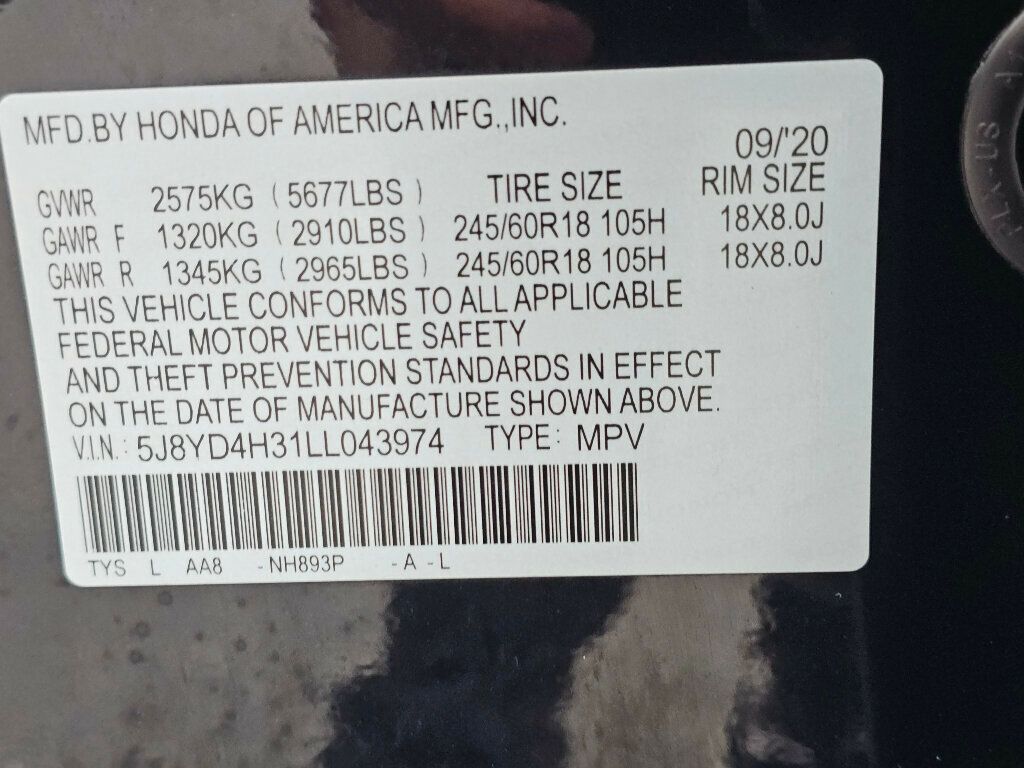 MFD.BY HONDA OF AMERICA MFG.,INC.
09/'20
GVWR 2575KG (5677LBS) TIRE SIZE RIM SIZE
GAWR F 1320KG (2910LBS) 245/60R18 105H 18X8.0J
GAWR R 1345KG (2965LBS) 245/60R18 105H 18X8.0J
THIS VEHICLE CONFORMS TO ALL APPLICABLE
FEDERAL MOTOR VEHICLE SAFETY
AND THEFT PREVENTION STANDARDS IN EFFECT
ON THE DATE OF MANUFACTURE SHOWN ABOVE.
V.I.N.: 5J8YD4H31LL043974 TYPE: MPV
TYS L AA8 -NH893P -A -L